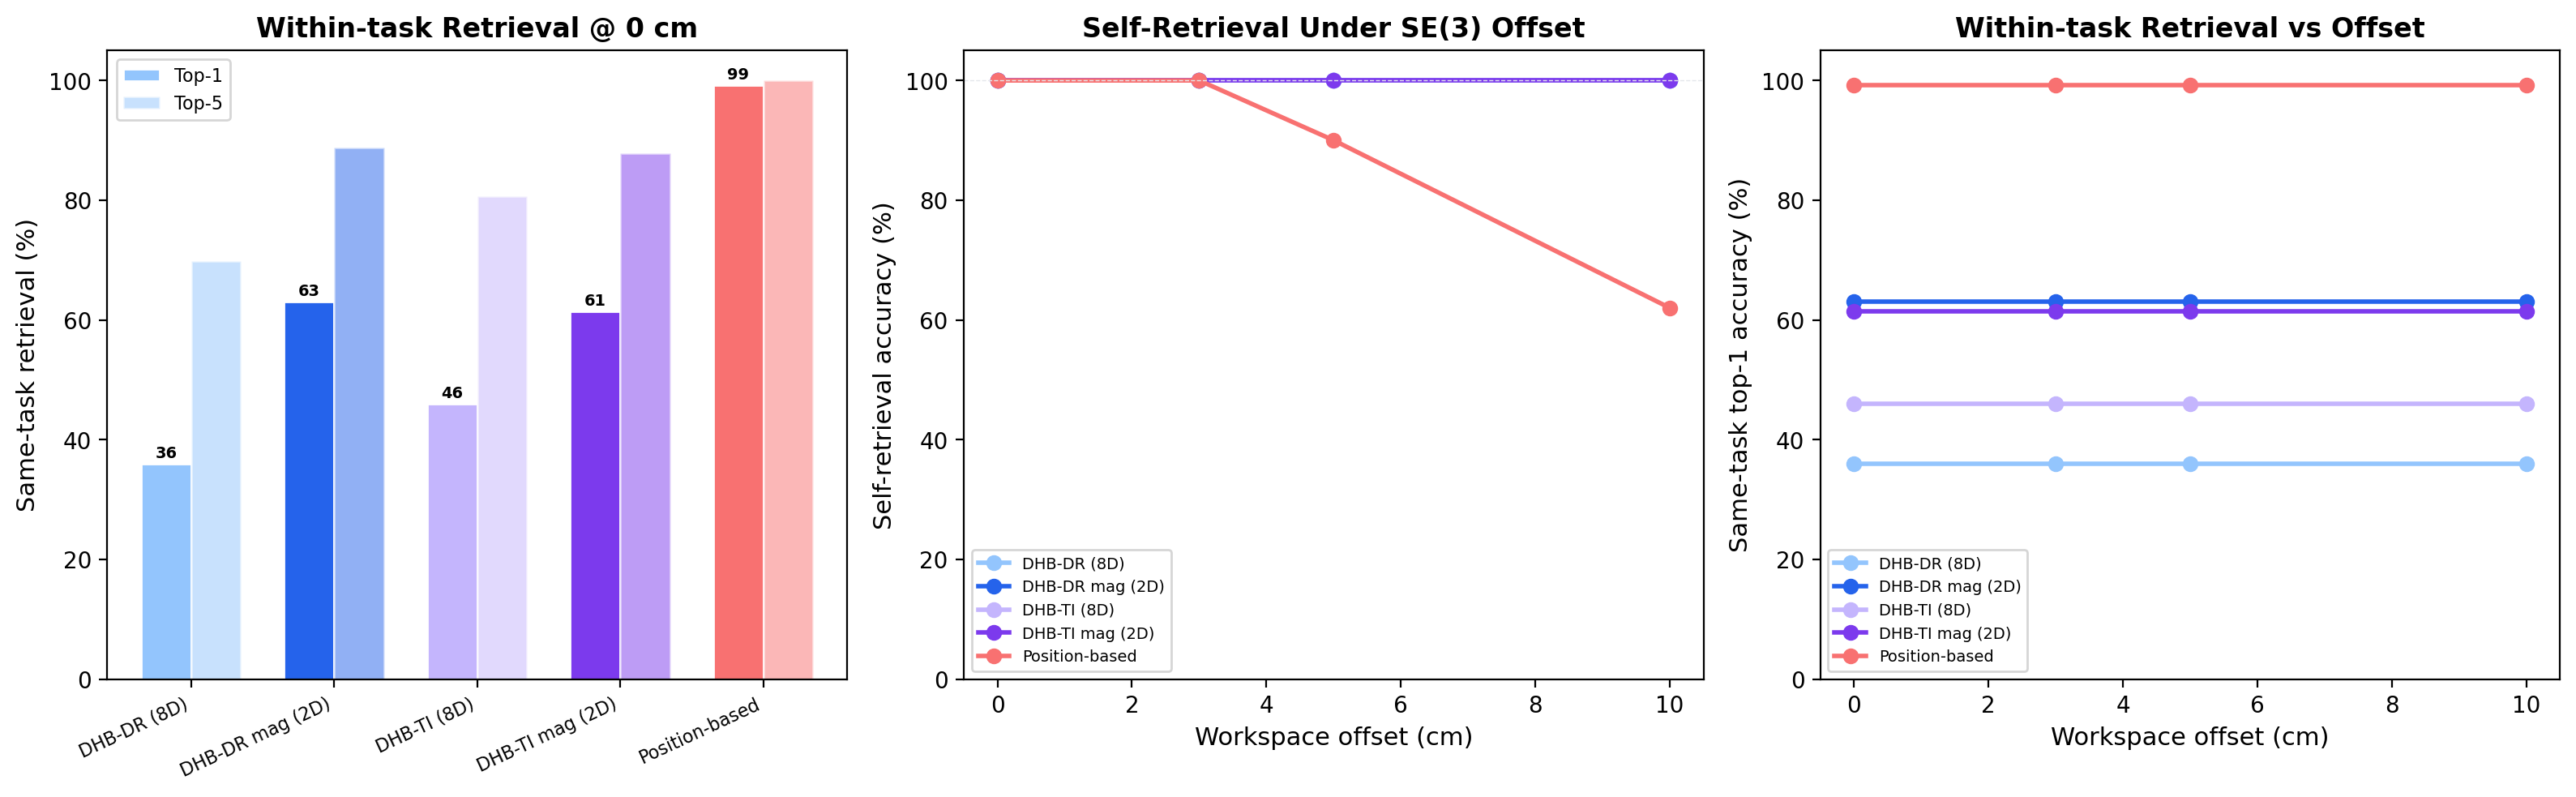 Within-task Retrieval @ 0 cm
Same-task retrieval (%)
100
80
60
40
20
0
Top-1
Top-5
36
63
46
61
99
DHB-DR (8D)
DHB-DR mag (2D)
DHB-TI (8D)
DHB-TI mag (2D)
Position-based
Self-Retrieval Under SE(3) Offset
Self-retrieval accuracy (%)
100
80
60
40
20
0
DHB-DR (8D)
DHB-DR mag (2D)
DHB-TI (8D)
DHB-TI mag (2D)
Position-based
0 2 4 6 8 10
Workspace offset (cm)
Within-task Retrieval vs Offset
Same-task top-1 accuracy (%)
100
80
60
40
20
0
DHB-DR (8D)
DHB-DR mag (2D)
DHB-TI (8D)
DHB-TI mag (2D)
Position-based
0 2 4 6 8 10
Workspace offset (cm)